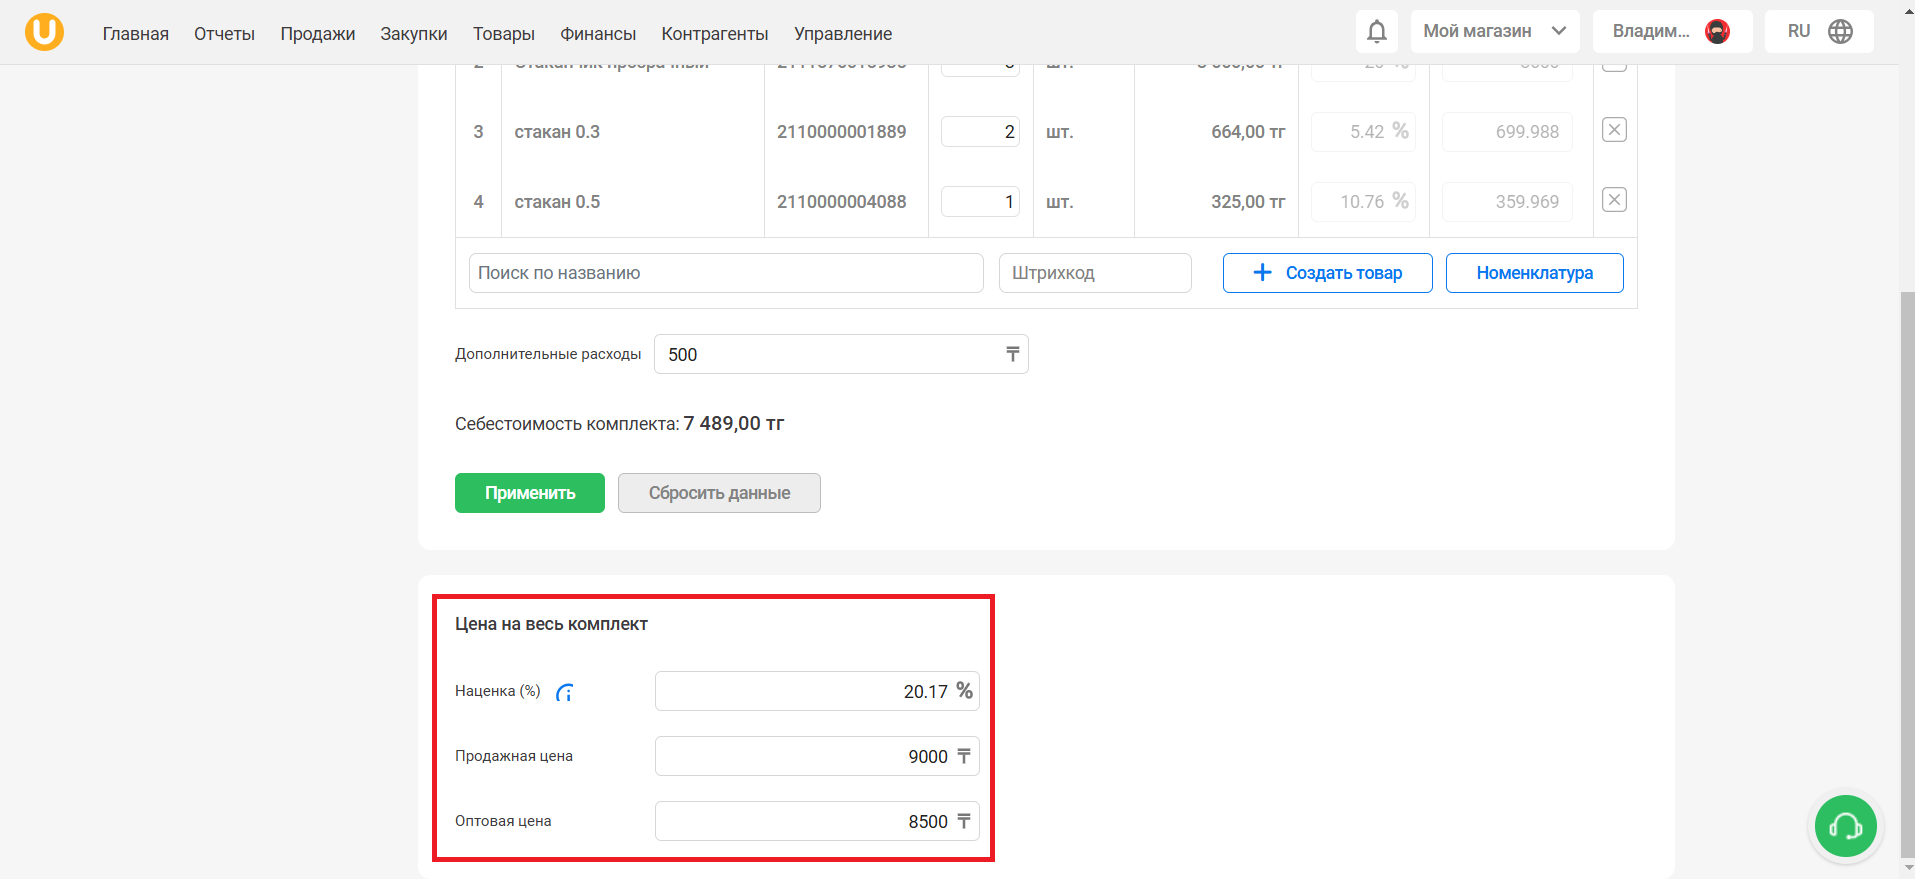 Главная Отчеты Продажи Закупки Товары Финансы Контрагенты Управление Мой магазин Владим... RU
3 стакан 0.3 2110000001889 2 шт. 664,00 тг 5.42 % 699.988
4 стакан 0.5 2110000004088 1 шт. 325,00 тг 10.76 % 359.969
Поиск по названию Штрихкод + Создать товар Номенклатура
Дополнительные расходы 500 ₸
Себестоимость комплекта: 7 489,00 тг
Применить Сбросить данные
Цена на весь комплект
Наценка (%) 20.17 %
Продажная цена 9000 ₸
Оптовая цена 8500 ₸